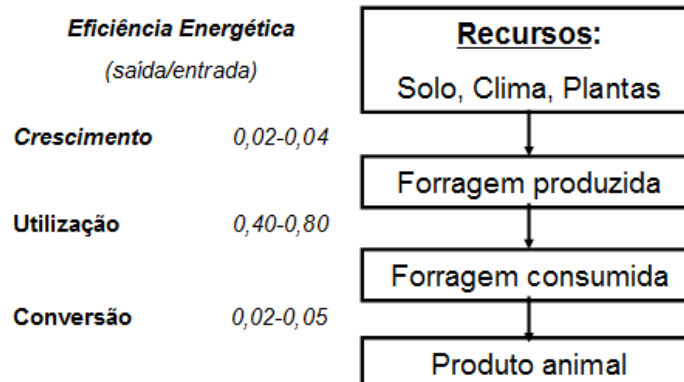 Eficiência Energética
(saída/entrada)
Recursos:
Solo, Clima, Plantas
Crescimento 0,02-0,04
Forragem produzida
Utilização 0,40-0,80
Forragem consumida
Conversão 0,02-0,05
Produto animal